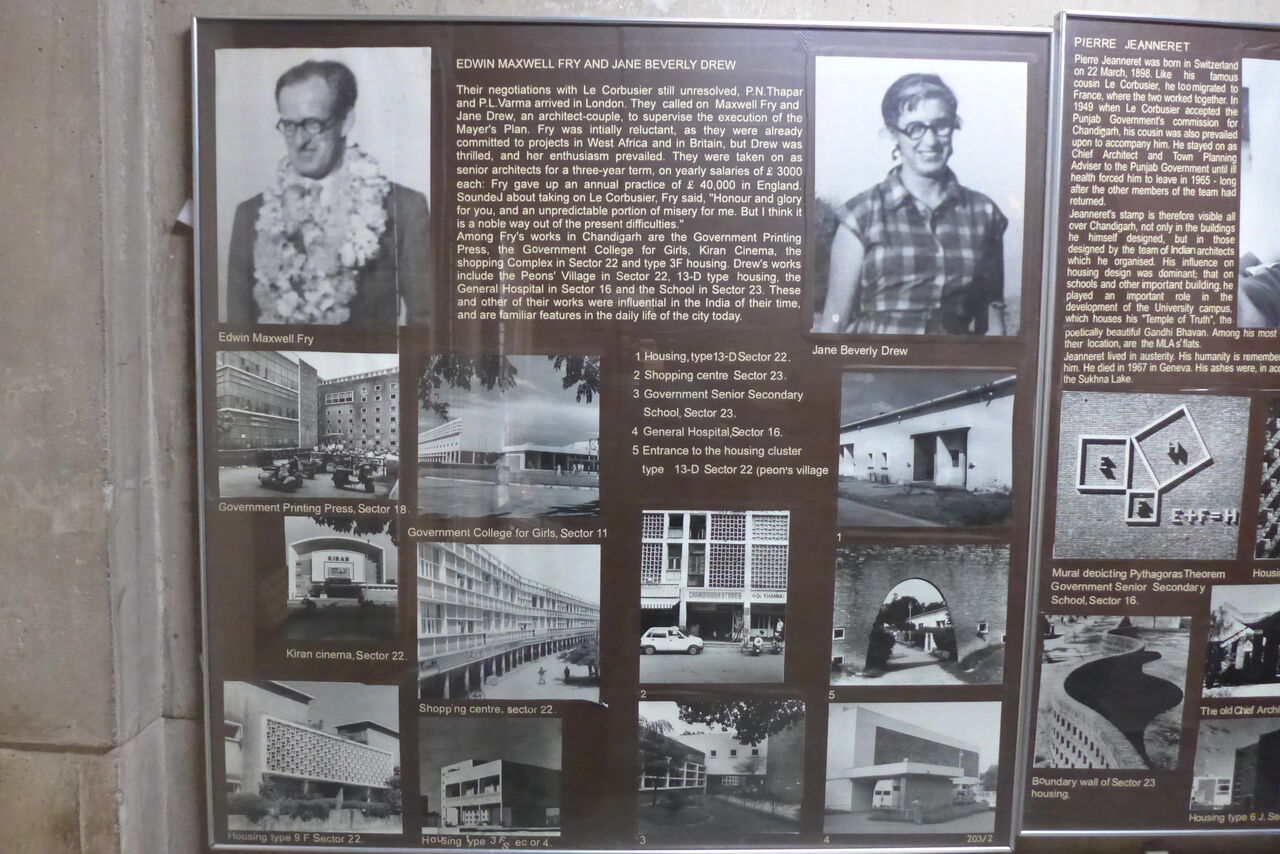 EDWIN MAXWELL FRY AND JANE BEVERLY DREW
Their negotiations with Le Corbusier still unresolved, P.N.Thapar
and P.L.Varma arrived in London. They called on Maxwell Fry and
Jane Drew, an architect-couple, to supervise the execution of the
Mayer's Plan. Fry was intially reluctant, as they were already
committed to projects in West Africa and in Britain, but Drew was
thrilled, and her enthusiasm prevailed. They were taken on as
senior architects for a three-year term, on yearly salaries of £ 3000
each: Fry gave up an annual practice of £ 40,000 in England.
SoundeJ about taking on Le Corbusier, Fry said, "Honour and glory
for you, and an unpredictable portion of misery for me. But I think it
is a noble way out of the present difficulties."
Among Fry's works in Chandigarh are the Government Printing
Press, the Government College for Girls, Kiran Cinema, the
shopping Complex in Sector 22 and type 3F housing. Drew's works
include the Peons' Village in Sector 22, 13-D type housing, the
General Hospital in Sector 16 and the School in Sector 23. These
and other of their works were influential in the India of their time,
and are familiar features in the daily life of the city today.
Edwin Maxwell Fry
Jane Beverly Drew
1 Housing, type13-D Sector 22.
2 Shopping centre Sector 23.
3 Government Senior Secondary
School, Sector 23.
4 General Hospital,Sector 16.
5 Entrance to the housing cluster
type 13-D Sector 22 (peon's village
Government Printing Press, Sector 18.
Government College for Girls, Sector 11
KIRAN
Kiran cinema, Sector 22.
Shopping centre, sector 22.
CHANDIGARH STORES
KHANNA
Housing type 9 F Sector 22.
Housing type 3F Sector 4.
1
2
5
3
4
203/2
PIERRE JEANNERET
Pierre Jeanneret was born in Switzerland
on 22 March, 1898. Like his famous
cousin Le Corbusier, he too migrated to
France, where the two worked together. In
1949 when Le Corbusier accepted the
Punjab Government's commission for
Chandigarh, his cousin was also prevailed
upon to accompany him. He stayed on as
Chief Architect and Town Planning
Adviser to the Punjab Government until ill
health forced him to leave in 1965 - long
after the other members of the team had
returned.
Jeanneret's stamp is therefore visible all
over Chandigarh, not only in the buildings
he himself designed, but in those
designed by the team of Indian architects
which he organised. His influence on
housing design was dominant; that on
schools and other important building, he
played an important role in the
development of the University campus,
which houses his "Temple of Truth", the
poetically beautiful Gandhi Bhavan. Among his most
their location, are the MLA's flats.
Jeanneret lived in austerity. His humanity is
him. He died in 1967 in Geneva. His ashes were, in
the Sukhna Lake.
E+F=H
Mural depicting Pythagoras Theorem
Government Senior Secondary
School, Sector 16.
Boundary wall of Sector 23
housing.
The old Chief
Housing type 6 J.